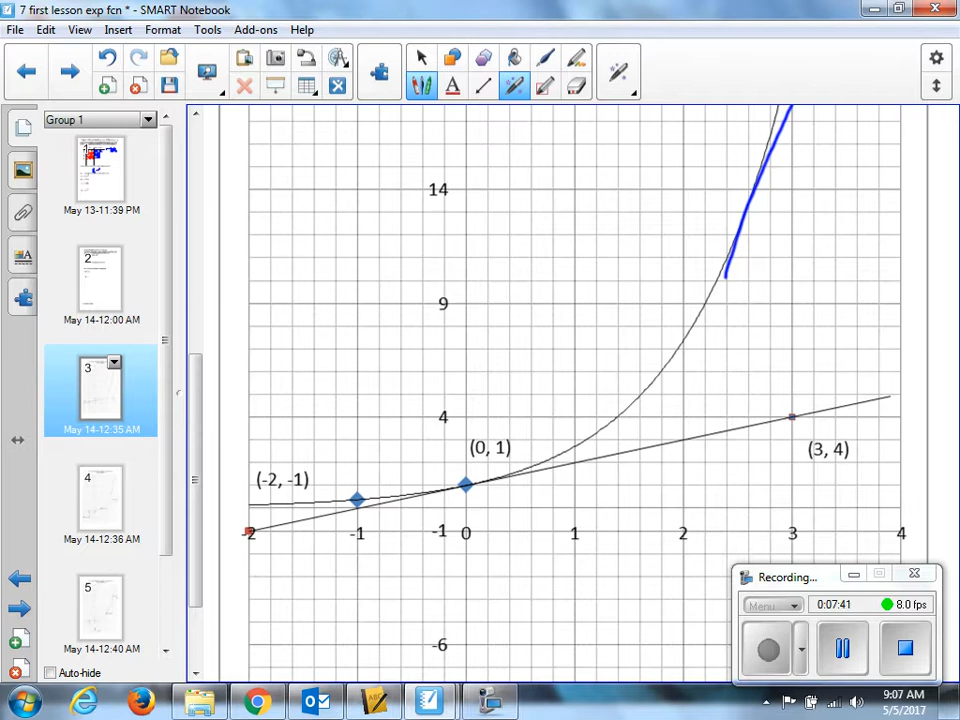 7 first lesson exp fcn * - SMART Notebook
File Edit View Insert Format Tools Add-ons Help
Group 1
1
May 13-11:39 PM
2
May 14-12:00 AM
3
May 14-12:35 AM
4
May 14-12:36 AM
5
May 14-12:40 AM
Auto-hide
14
9
4
(0, 1)
(3, 4)
(-2, -1)
-2 -1 -1 0 1 2 3 4
-6
Recording...
Menu 0:07:41 8.0 fps
9:07 AM
5/5/2017